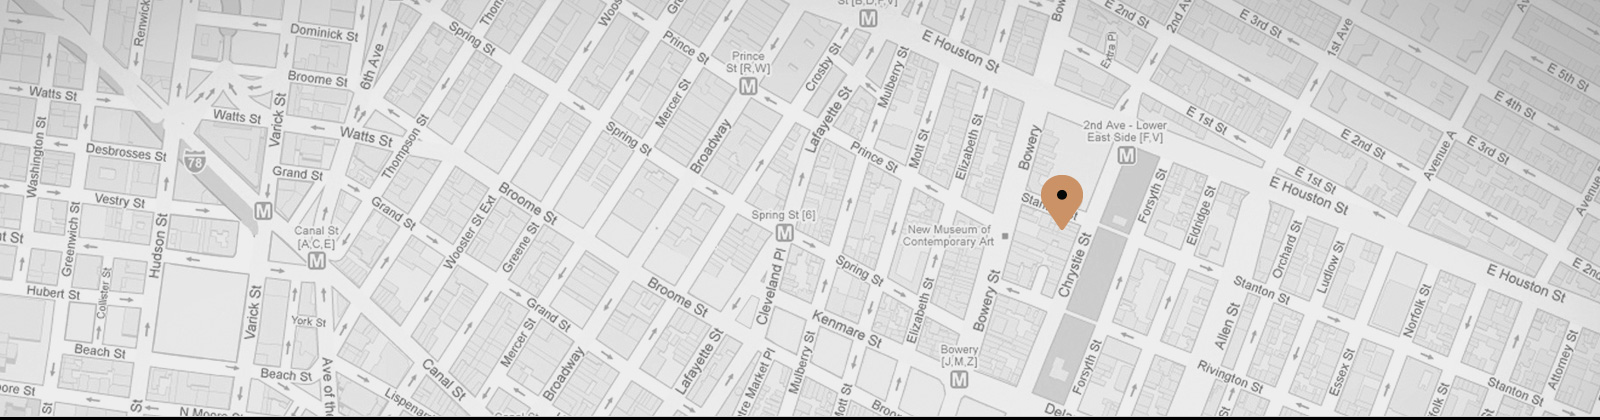 St [B,D,F,V]
M
E 2nd St
2nd Ave
E 3rd St
1st Ave
Dominick St
6th Ave
Spring St
Prince St
Prince
St [R,W]
M
Crosby St
Mulberry St
E Houston St
Extra Pl
E 5th St
E 4th St
Broome St
Watts St
Watts St
Varick St
Watts St
Thompson St
Mercer St
Spring St
Broadway
Lafayette St
Prince St
Mott St
Elizabeth St
Bowery
2nd Ave - Lower
East Side [F,V]
M
E 1st St
E 2nd St
Avenue A
E 3rd St
Washington St
Desbrosses St
78
Grand St
Vestry St
M
Grand St
Broome St
Wooster St Ext
Greene St
Spring St [6]
M
New Museum of
Contemporary Art
Forsyth St
Eldridge St
E 1st St
E Houston St
Greenwich St
Hudson St
Canal St
[A,C,E]
M
Chrystie St
Orchard St
Ludlow St
E Houston St
Hubert St
Collister St
Varick St
York St
Grand St
Mercer St
Broome St
Cleveland Pl
Spring St
Kenmare St
Elizabeth St
Bowery St
Stanton St
Allen St
Norfolk St
Beach St
Beach St
Canal St
Broadway
Lafayette St
Mulberry St
Bowery
[J,M,Z]
M
Forsyth St
Rivington St
Essex St
Stanton St
Attorney St
N Moore St
Ave of the
Mott St